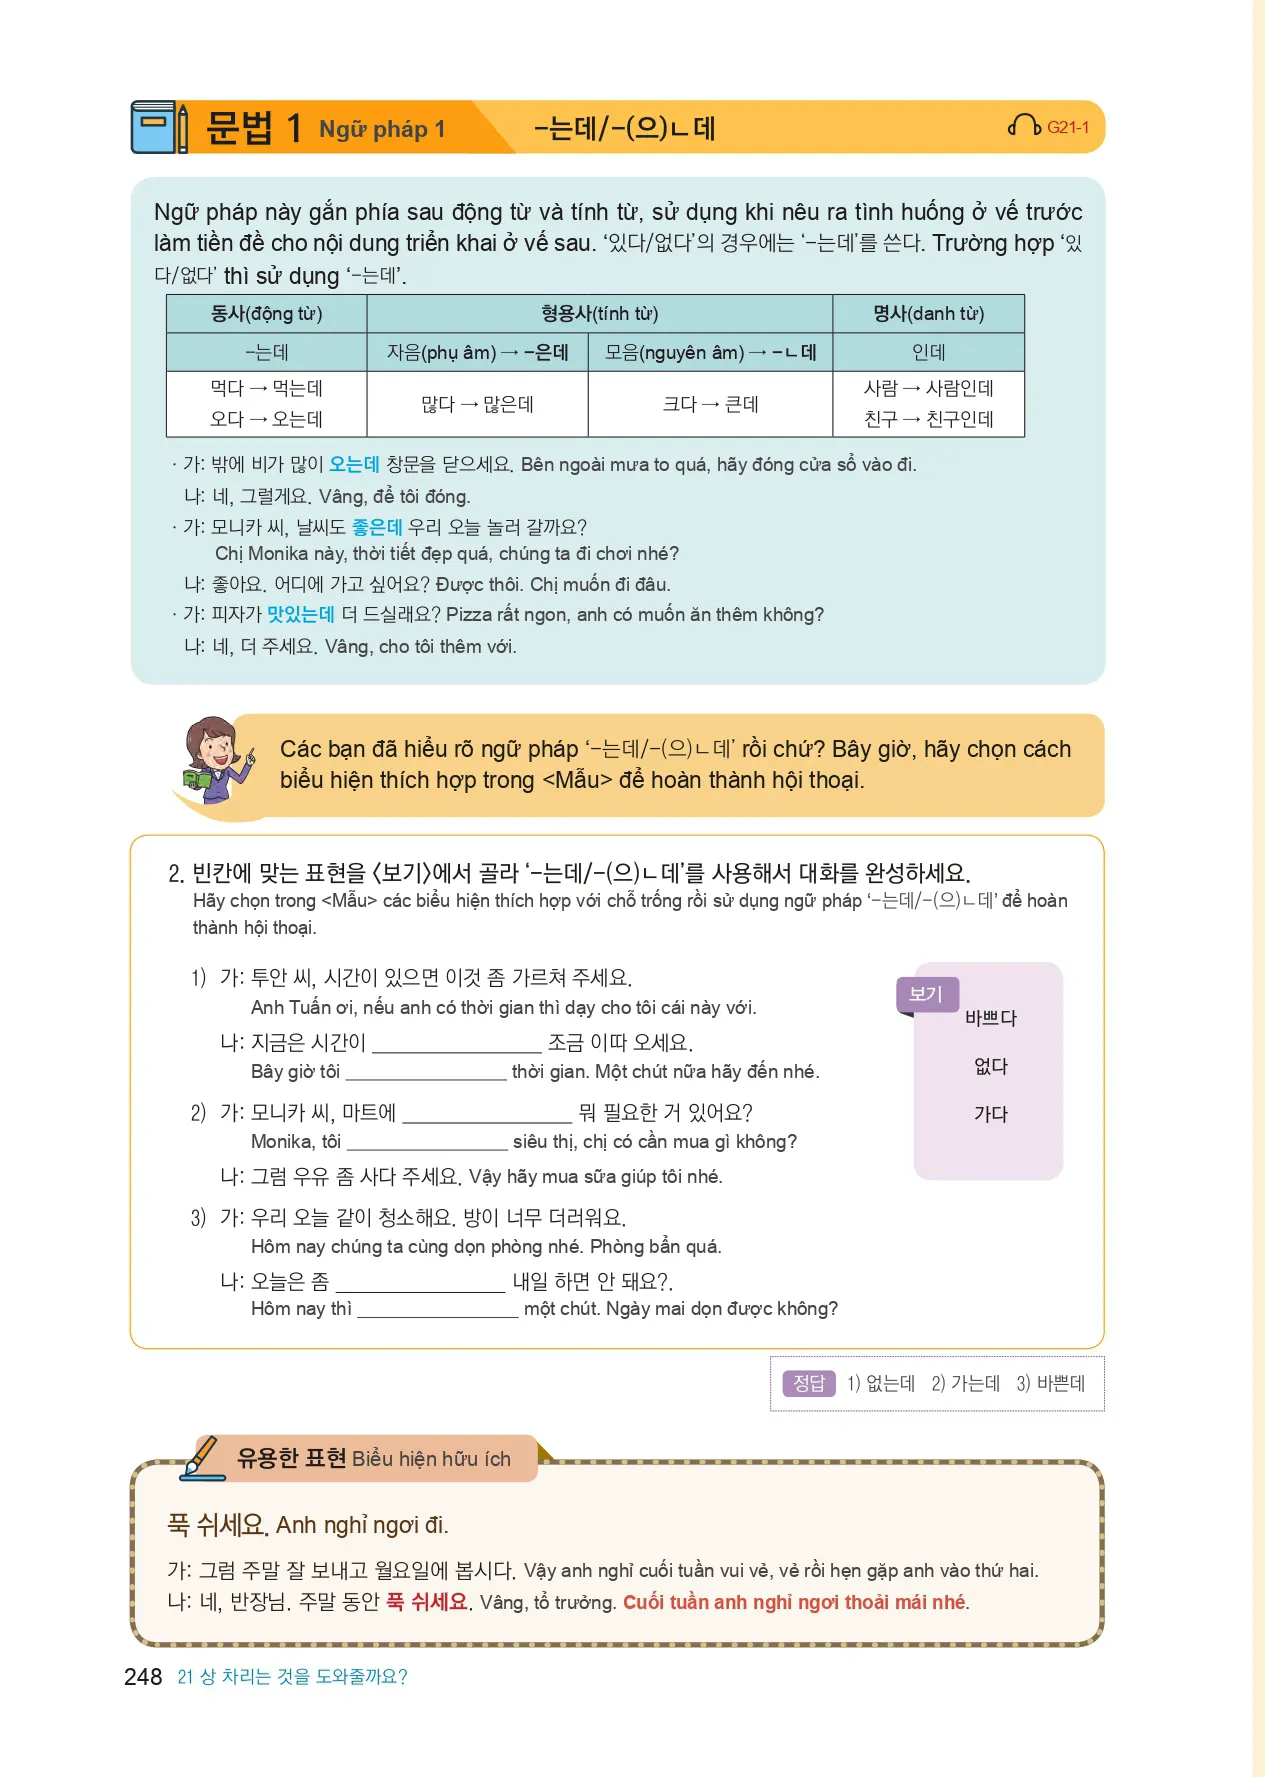 문법 1 Ngữ pháp 1 -는데/-(으)ㄴ데 G21-1
Ngữ pháp này gắn phía sau động từ và tính từ, sử dụng khi nêu ra tình huống ở vế trước
làm tiền đề cho nội dung triển khai ở vế sau. ‘있다/없다’의 경우에는 ‘-는데’를 쓴다. Trường hợp ‘있
다/없다’ thì sử dụng ‘-는데’.
동사(động từ) 형용사(tính từ) 명사(danh từ)
-는데 자음(phụ âm) → -은데 모음(nguyên âm) → -ㄴ데 인데
먹다 → 먹는데 많다 → 많은데 크다 → 큰데 사람 → 사람인데
오다 → 오는데 친구 → 친구인데
· 가: 밖에 비가 많이 오는데 창문을 닫으세요. Bên ngoài mưa to quá, hãy đóng cửa sổ vào đi.
나: 네, 그럴게요. Vâng, để tôi đóng.
· 가: 모니카 씨, 날씨도 좋은데 우리 오늘 놀러 갈까요?
Chị Monika này, thời tiết đẹp quá, chúng ta đi chơi nhé?
나: 좋아요. 어디에 가고 싶어요? Được thôi. Chị muốn đi đâu.
· 가: 피자가 맛있는데 더 드실래요? Pizza rất ngon, anh có muốn ăn thêm không?
나: 네, 더 주세요. Vâng, cho tôi thêm với.
Các bạn đã hiểu rõ ngữ pháp ‘-는데/-(으)ㄴ데’ rồi chứ? Bây giờ, hãy chọn cách
biểu hiện thích hợp trong <Mẫu> để hoàn thành hội thoại.
2. 빈칸에 맞는 표현을 〈보기〉에서 골라 ‘-는데/-(으)ㄴ데’를 사용해서 대화를 완성하세요.
Hãy chọn trong <Mẫu> các biểu hiện thích hợp với chỗ trống rồi sử dụng ngữ pháp ‘-는데/-(으)ㄴ데’ để hoàn
thành hội thoại.
1) 가: 투안 씨, 시간이 있으면 이것 좀 가르쳐 주세요.
Anh Tuấn ơi, nếu anh có thời gian thì dạy cho tôi cái này với.
나: 지금은 시간이 ________________ 조금 이따 오세요.
Bây giờ tôi ________________ thời gian. Một chút nữa hãy đến nhé.
2) 가: 모니카 씨, 마트에 ________________ 뭐 필요한 거 있어요?
Monika, tôi ________________ siêu thị, chị có cần mua gì không?
나: 그럼 우유 좀 사다 주세요. Vậy hãy mua sữa giúp tôi nhé.
3) 가: 우리 오늘 같이 청소해요. 방이 너무 더러워요.
Hôm nay chúng ta cùng dọn phòng nhé. Phòng bẩn quá.
나: 오늘은 좀 ________________ 내일 하면 안 돼요?.
Hôm nay thì ________________ một chút. Ngày mai dọn được không?
보기
바쁘다
없다
가다
정답 1) 없는데 2) 가는데 3) 바쁜데
유용한 표현 Biểu hiện hữu ích
푹 쉬세요. Anh nghỉ ngơi đi.
가: 그럼 주말 잘 보내고 월요일에 봅시다. Vậy anh nghỉ cuối tuần vui vẻ, vẻ rồi hẹn gặp anh vào thứ hai.
나: 네, 반장님. 주말 동안 푹 쉬세요. Vâng, tổ trưởng. Cuối tuần anh nghỉ ngơi thoải mái nhé.
248 21 상 차리는 것을 도와줄까요?